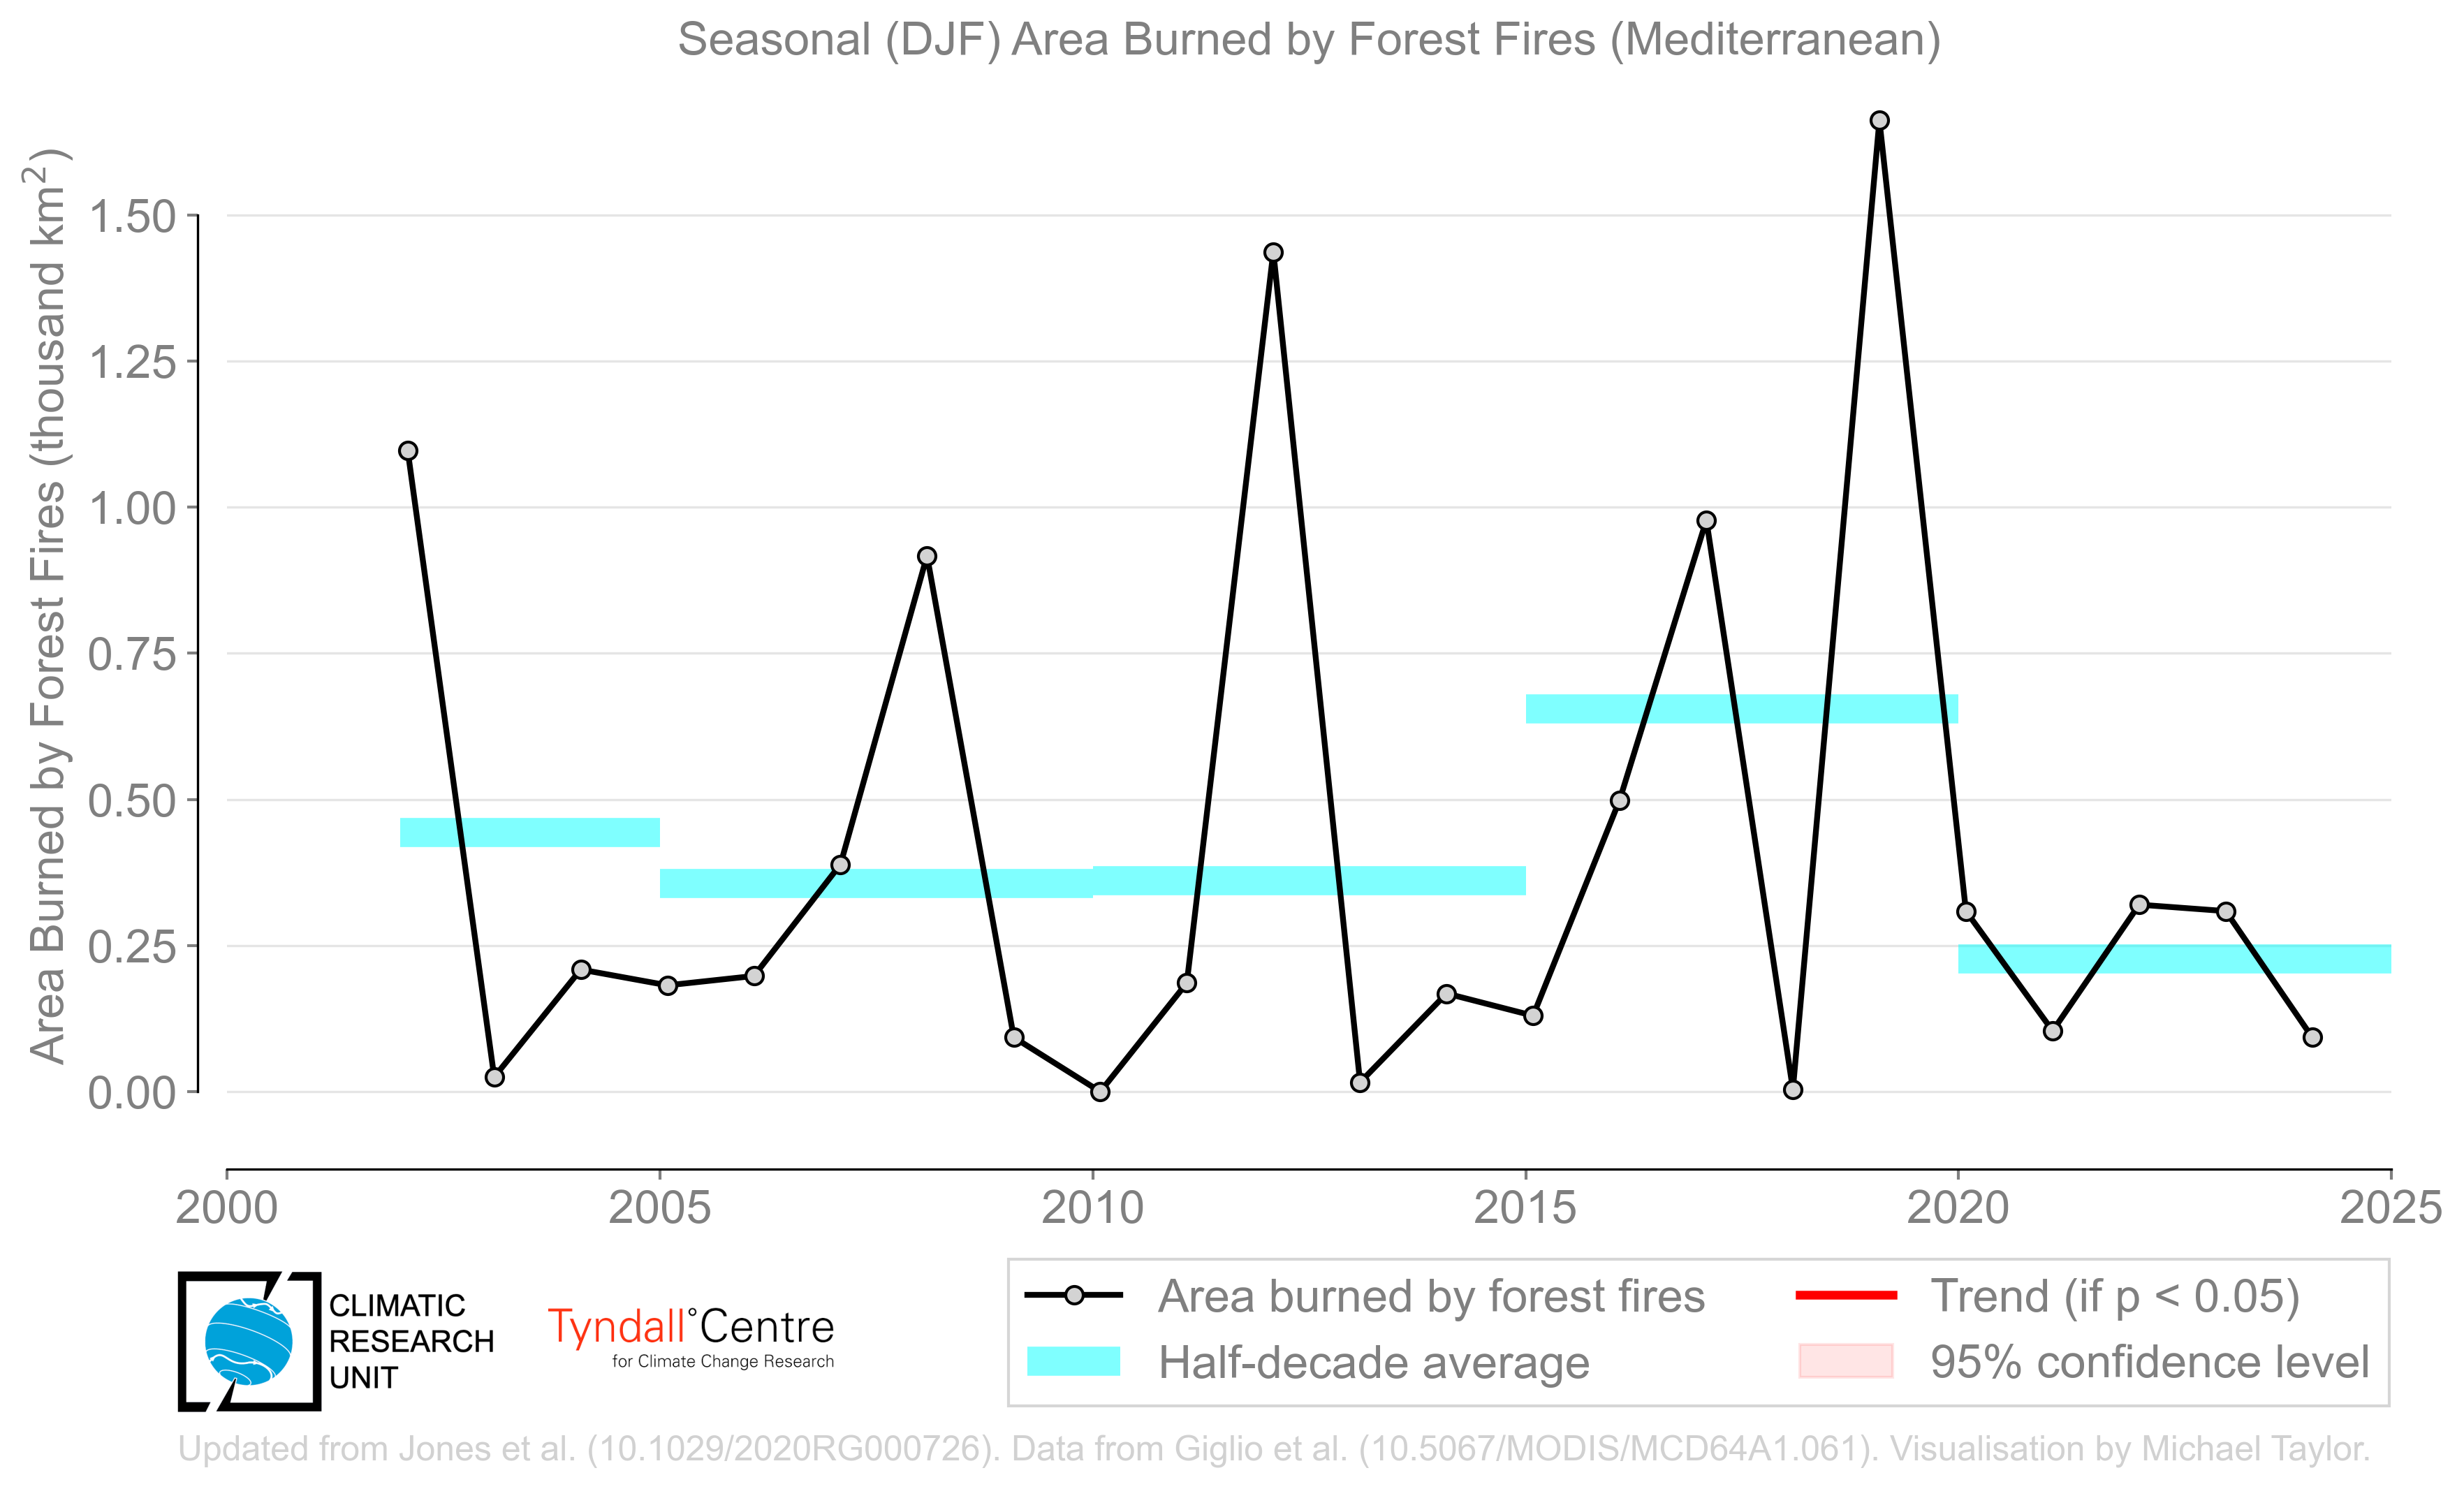 Seasonal (DJF) Area Burned by Forest Fires (Mediterranean)
Area Burned by Forest Fires (thousand km²)
1.50
1.25
1.00
0.75
0.50
0.25
0.00
2000 2005 2010 2015 2020 2025
CLIMATIC
RESEARCH
UNIT
Tyndall°Centre
for Climate Change Research
Area burned by forest fires
Half-decade average
Trend (if p < 0.05)
95% confidence level
Updated from Jones et al. (10.1029/2020RG000726). Data from Giglio et al. (10.5067/MODIS/MCD64A1.061). Visualisation by Michael Taylor.